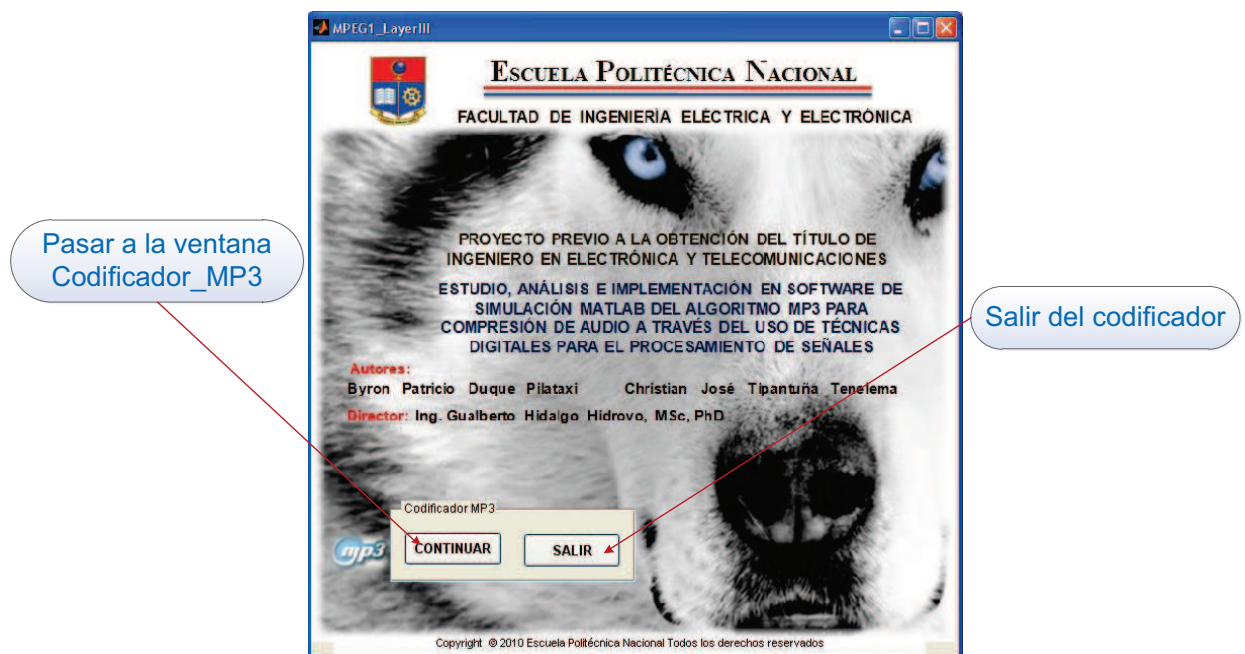 MPEG1_LayerIII
ESCUELA POLITÉCNICA NACIONAL
FACULTAD DE INGENIERÍA ELÉCTRICA Y ELECTRÓNICA
PROYECTO PREVIO A LA OBTENCIÓN DEL TÍTULO DE
INGENIERO EN ELECTRÓNICA Y TELECOMUNICACIONES
ESTUDIO, ANÁLISIS E IMPLEMENTACIÓN EN SOFTWARE DE
SIMULACIÓN MATLAB DEL ALGORITMO MP3 PARA
COMPRESIÓN DE AUDIO A TRAVÉS DEL USO DE TÉCNICAS
DIGITALES PARA EL PROCESAMIENTO DE SEÑALES
Autores:
Byron Patricio Duque Pilataxi Christian José Tipantuña Tenelema
Director: Ing. Gualberto Hidalgo Hidrovo, MSc, PhD
Pasar a la ventana
Codificador_MP3
Salir del codificador
Codificador MP3
mp3
CONTINUAR SALIR
Copyright @ 2010 Escuela Politécnica Nacional Todos los derechos reservados